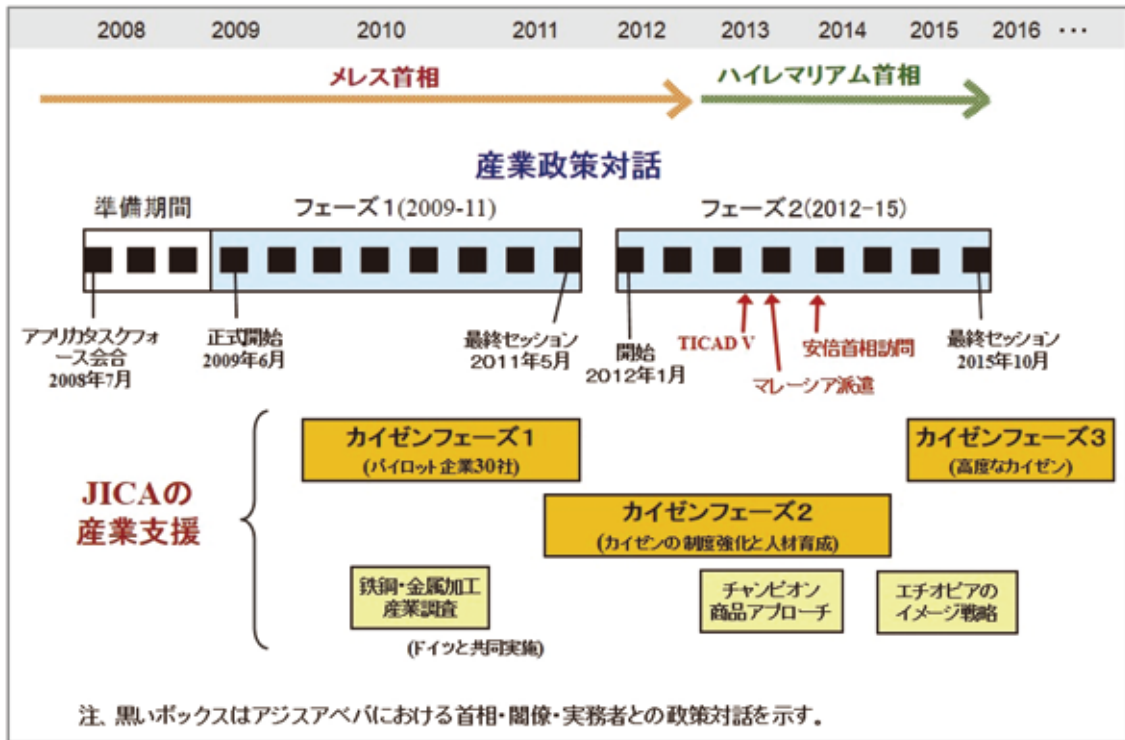 2008 2009 2010 2011 2012 2013 2014 2015 2016 ・・・
メレス首相
ハイレマリアム首相
産業政策対話
準備期間
フェーズ1(2009-11)
フェーズ2(2012-15)
アフリカタスクフォ
ース会合
2008年7月
正式開始
2009年6月
最終セッション
2011年5月
開始
2012年1月
TICAD V
マレーシア派遣
安倍首相訪問
最終セッション
2015年10月
JICAの
産業支援
カイゼンフェーズ1
(パイロット企業30社)
カイゼンフェーズ2
(カイゼンの制度強化と人材育成)
カイゼンフェーズ3
(高度なカイゼン)
鉄鋼・金属加工
産業調査
(ドイツと共同実施)
チャンピオン
商品アプローチ
エチオピアの
イメージ戦略
注、黒いボックスはアジスアベバにおける首相・閣僚・実務者との政策対話を示す。